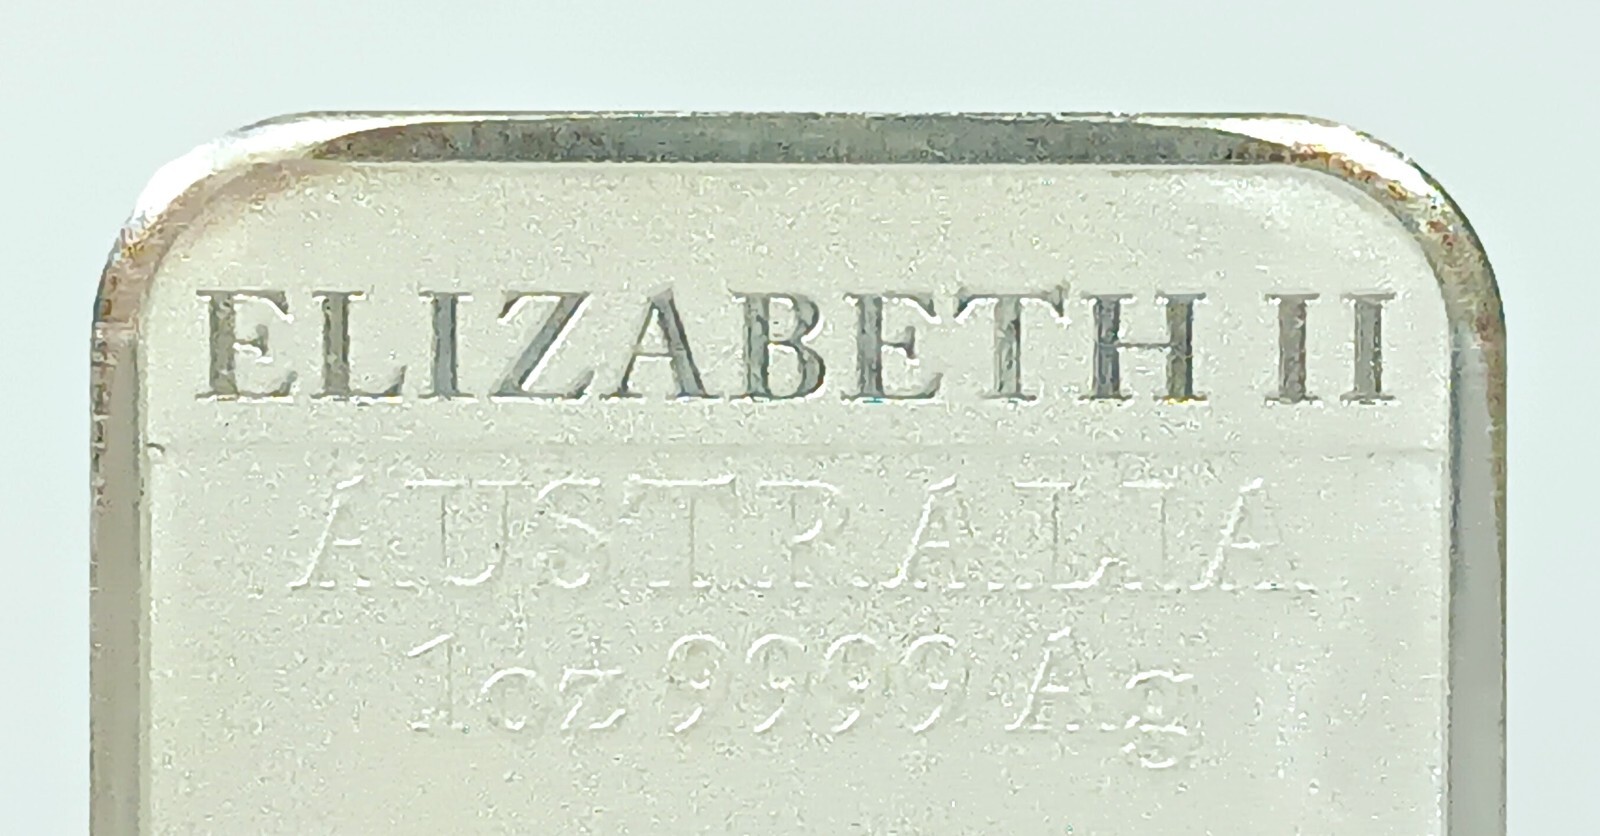 ELIZABETH II
AUSTRALIA
1oz 9999 Ag